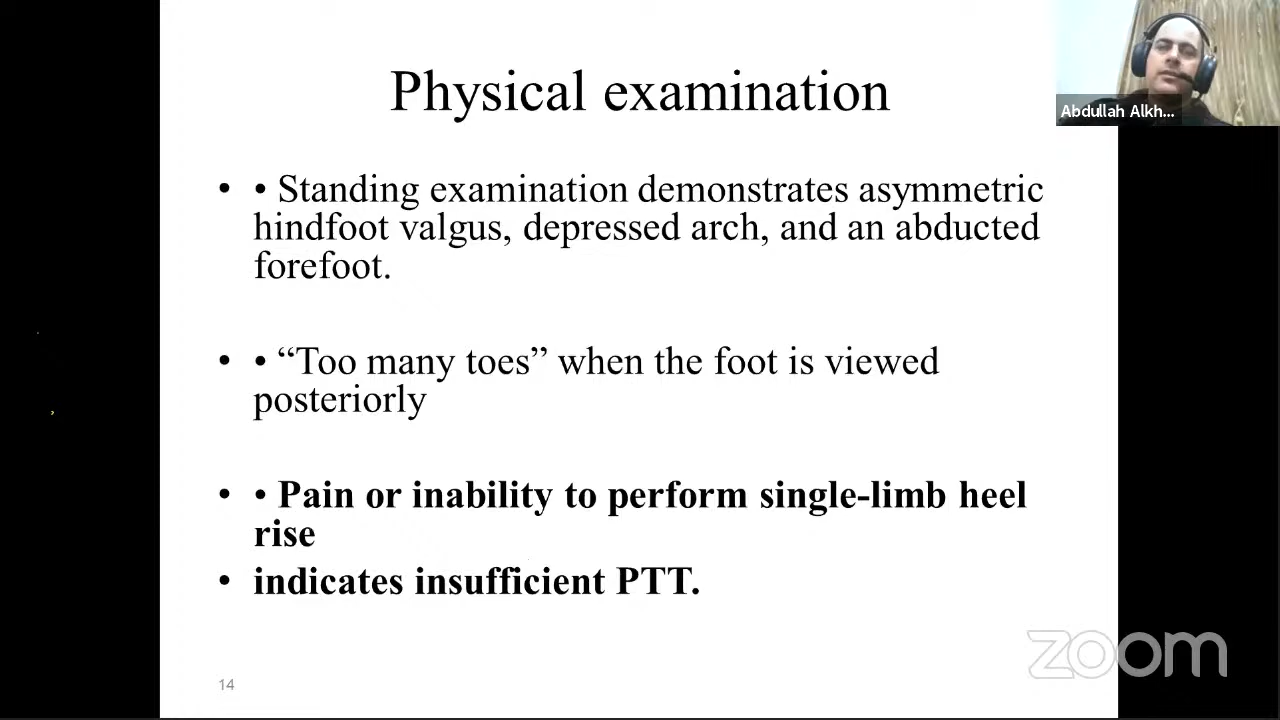 Physical examination
Abdullah Alkh...
• • Standing examination demonstrates asymmetric
hindfoot valgus, depressed arch, and an abducted
forefoot.
• • “Too many toes” when the foot is viewed
posteriorly
• • Pain or inability to perform single-limb heel
rise
• indicates insufficient PTT.
zoom
14